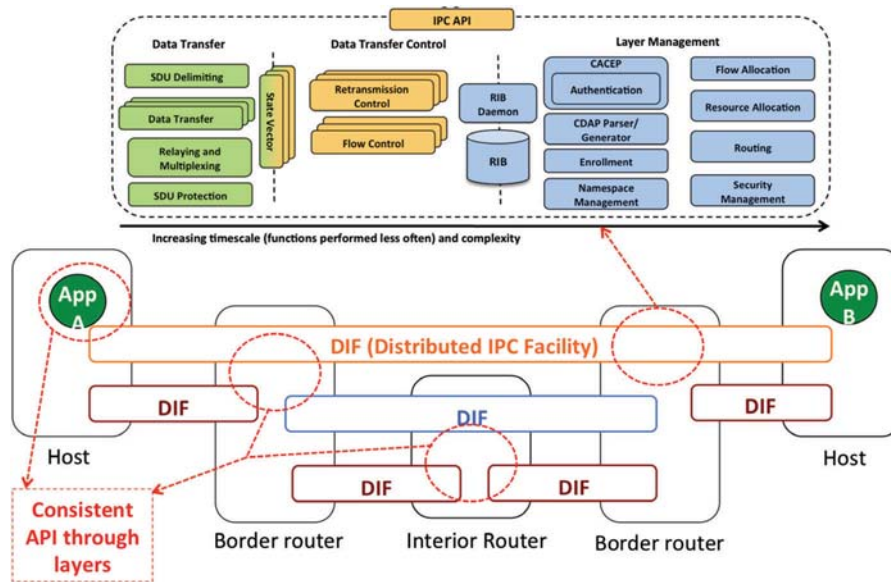 IPC API
Data Transfer
Data Transfer Control
Layer Management
SDU Delimiting
Data Transfer
Relaying and
Multiplexing
SDU Protection
State Vector
Retransmission
Control
Flow Control
RIB
Daemon
RIB
CACEP
Authentication
CDAP Parser/
Generator
Enrollment
Namespace
Management
Flow Allocation
Resource Allocation
Routing
Security
Management
Increasing timescale (functions performed less often) and complexity
App
A
App
B
DIF (Distributed IPC Facility)
DIF
DIF
DIF
Host
Host
DIF
DIF
Consistent
API through
layers
Border router
Interior Router
Border router